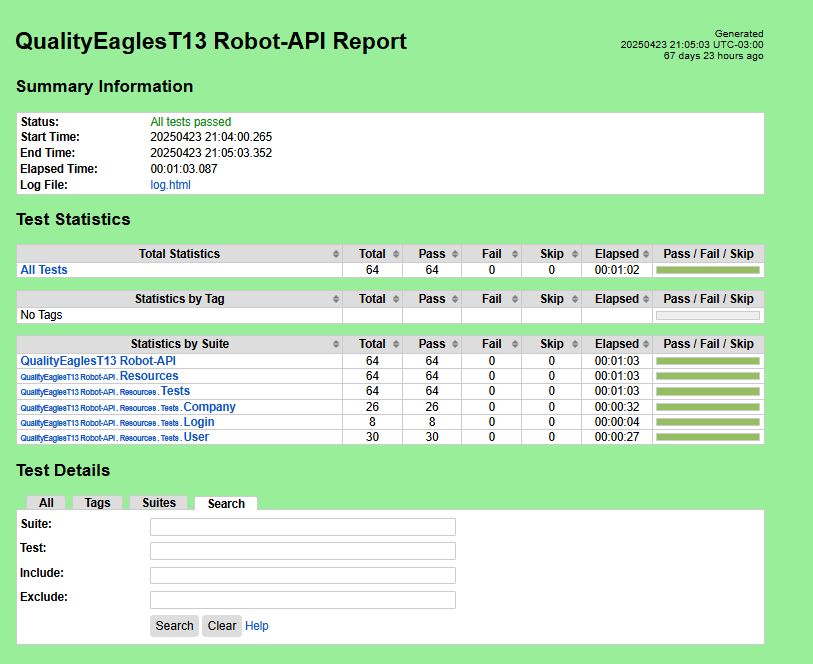 QualityEaglesT13 Robot-API Report
Generated
20250423 21:05:03 UTC-03:00
67 days 23 hours ago
Summary Information
Status: All tests passed
Start Time: 20250423 21:04:00.265
End Time: 20250423 21:05:03.352
Elapsed Time: 00:01:03.087
Log File: log.html
Test Statistics
Total Statistics Total Pass Fail Skip Elapsed Pass / Fail / Skip
All Tests 64 64 0 0 00:01:02
Statistics by Tag Total Pass Fail Skip Elapsed Pass / Fail / Skip
No Tags
Statistics by Suite Total Pass Fail Skip Elapsed Pass / Fail / Skip
QualityEaglesT13 Robot-API 64 64 0 0 00:01:03
QualityEaglesT13 Robot-API . Resources 64 64 0 0 00:01:03
QualityEaglesT13 Robot-API . Resources . Tests 64 64 0 0 00:01:03
QualityEaglesT13 Robot-API . Resources . Tests . Company 26 26 0 0 00:00:32
QualityEaglesT13 Robot-API . Resources . Tests . Login 8 8 0 0 00:00:04
QualityEaglesT13 Robot-API . Resources . Tests . User 30 30 0 0 00:00:27
Test Details
All Tags Suites Search
Suite:
Test:
Include:
Exclude:
Search Clear Help